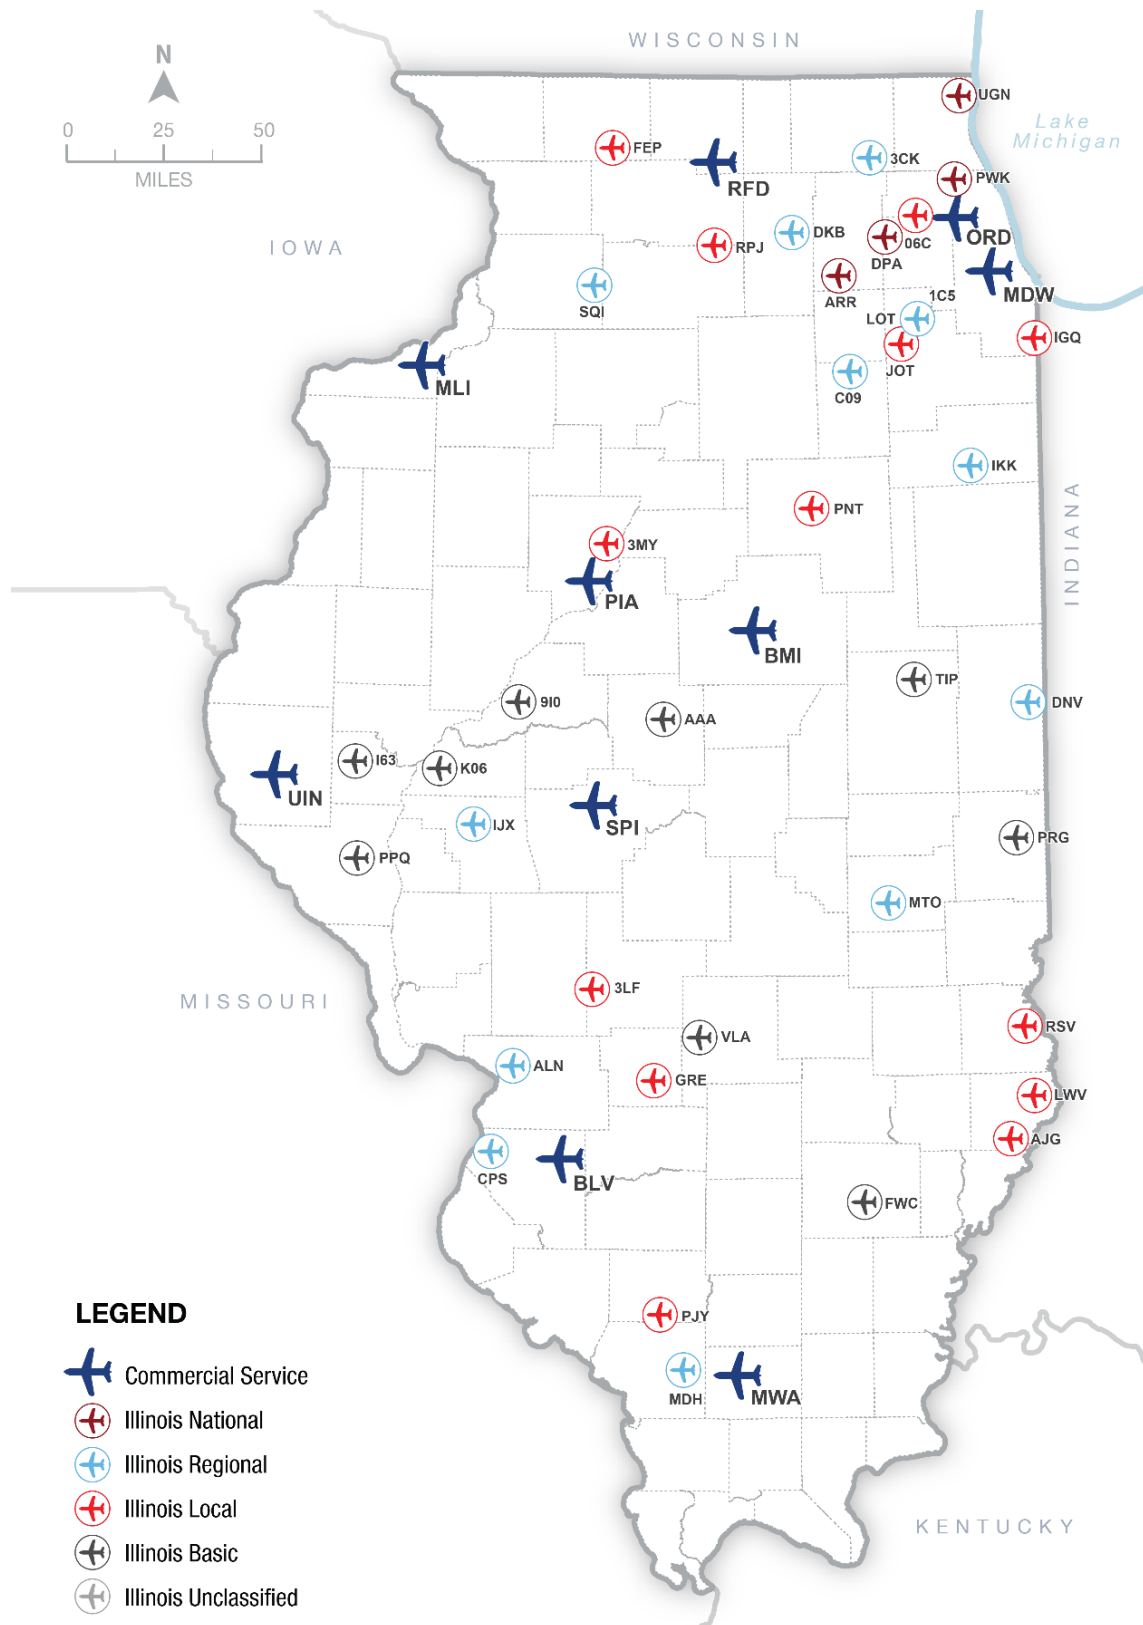 WISCONSIN
N
0 25 50
MILES
UGN
Lake
Michigan
FEP
3CK
RFD
PWK
IOWA
RPJ
DKB
06C
ORD
DPA
ARR
MDW
SQI
1C5
LOT
IGQ
JOT
MLI
C09
IKK
INDIANA
PNT
3MY
PIA
BMI
TIP
9I0
AAA
DNV
I63
K06
UIN
SPI
IJX
PRG
PPQ
MTO
MISSOURI
3LF
RSV
VLA
ALN
GRE
LWV
AJG
CPS
BLV
FWC
PJY
MDH
MWA
KENTUCKY
LEGEND
Commercial Service
Illinois National
Illinois Regional
Illinois Local
Illinois Basic
Illinois Unclassified